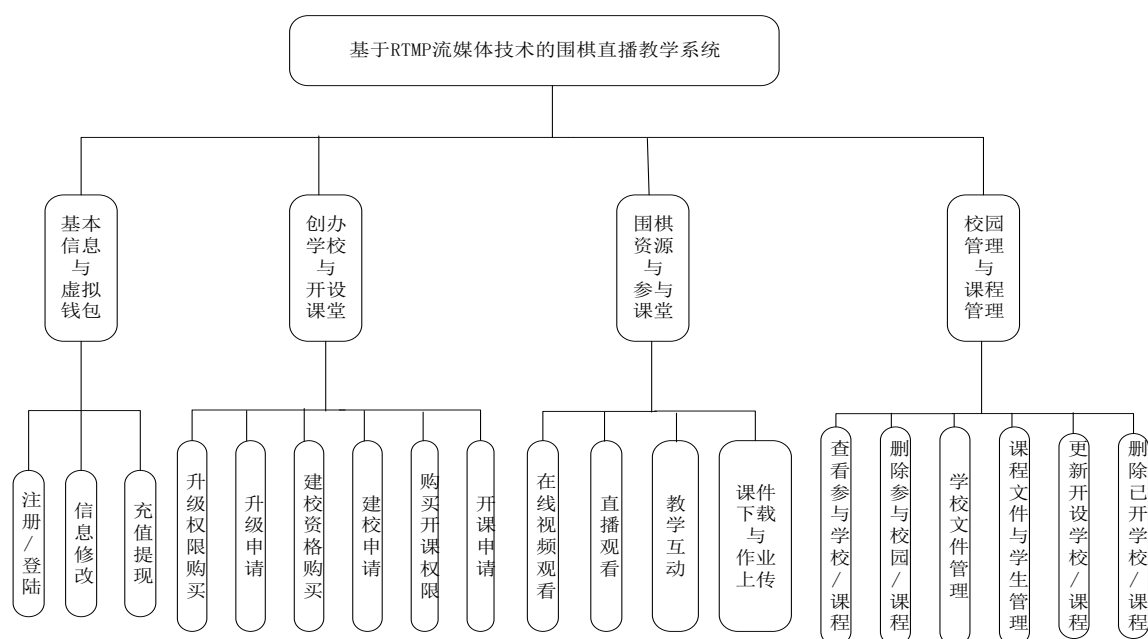 基于RTMP流媒体技术的围棋直播教学系统
基本
信息
与
虚拟
钱包
创办
学校
与
开设
课堂
围棋
资源
与
参与
课堂
校园
管理
与
课程
管理
注册/登陆
信息修改
充值提现
升级权限购买
升级申请
建校资格购买
建校申请
购买开课权限
开课申请
在线视频观看
直播观看
教学互动
课件
下载
与
作业
上传
查看参与学校/课程
删除参与校园/课程
学校文件管理
课程文件与学生管理
更新开设学校/课程
删除已开学校/课程